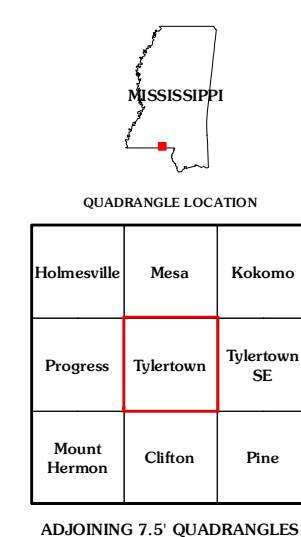 MISSISSIPPI
QUADRANGLE LOCATION
Holmesville Mesa Kokomo
Progress Tylertown Tylertown
SE
Mount
Hermon Clifton Pine
ADJOINING 7.5' QUADRANGLES